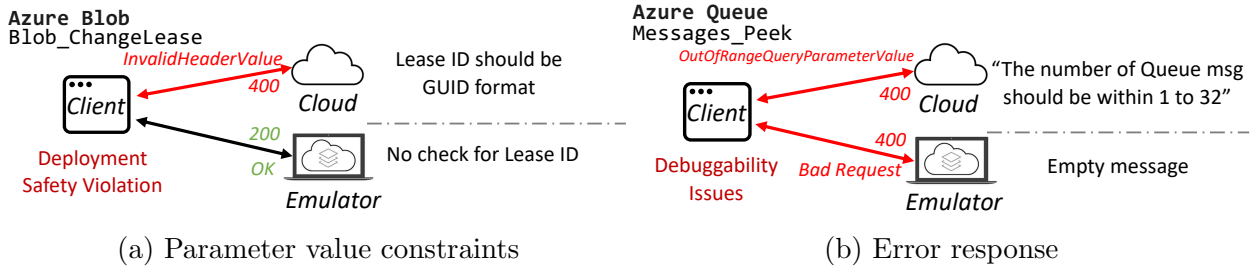 Azure Blob
Blob_ChangeLease
InvalidHeaderValue
400
Client
Cloud
Lease ID should be
GUID format
200
OK
No check for Lease ID
Deployment
Safety Violation
Emulator
(a) Parameter value constraints
Azure Queue
Messages_Peek
OutOfRangeQueryParameterValue
400
Client
Cloud
“The number of Queue msg
should be within 1 to 32”
400
Bad Request
Empty message
Debuggability
Issues
Emulator
(b) Error response